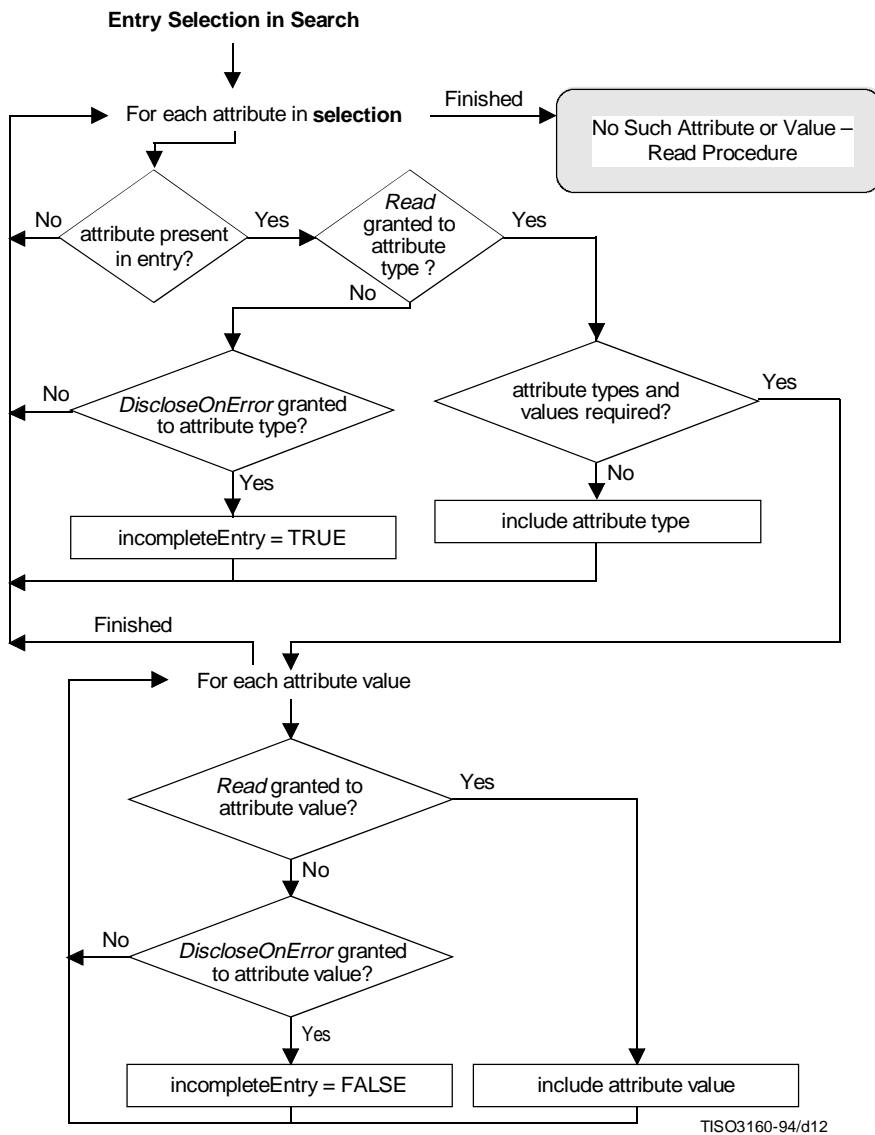 Entry Selection in Search
For each attribute in selection
Finished
No Such Attribute or Value –
Read Procedure
No
attribute present
in entry?
Yes
Read
granted to
attribute
type ?
Yes
No
No
DiscloseOnError granted
to attribute type?
Yes
attribute types and
values required?
Yes
No
incompleteEntry = TRUE
include attribute type
Finished
For each attribute value
Read granted to
attribute value?
Yes
No
No
DiscloseOnError granted
to attribute value?
Yes
incompleteEntry = FALSE
include attribute value
TISO3160-94/d12